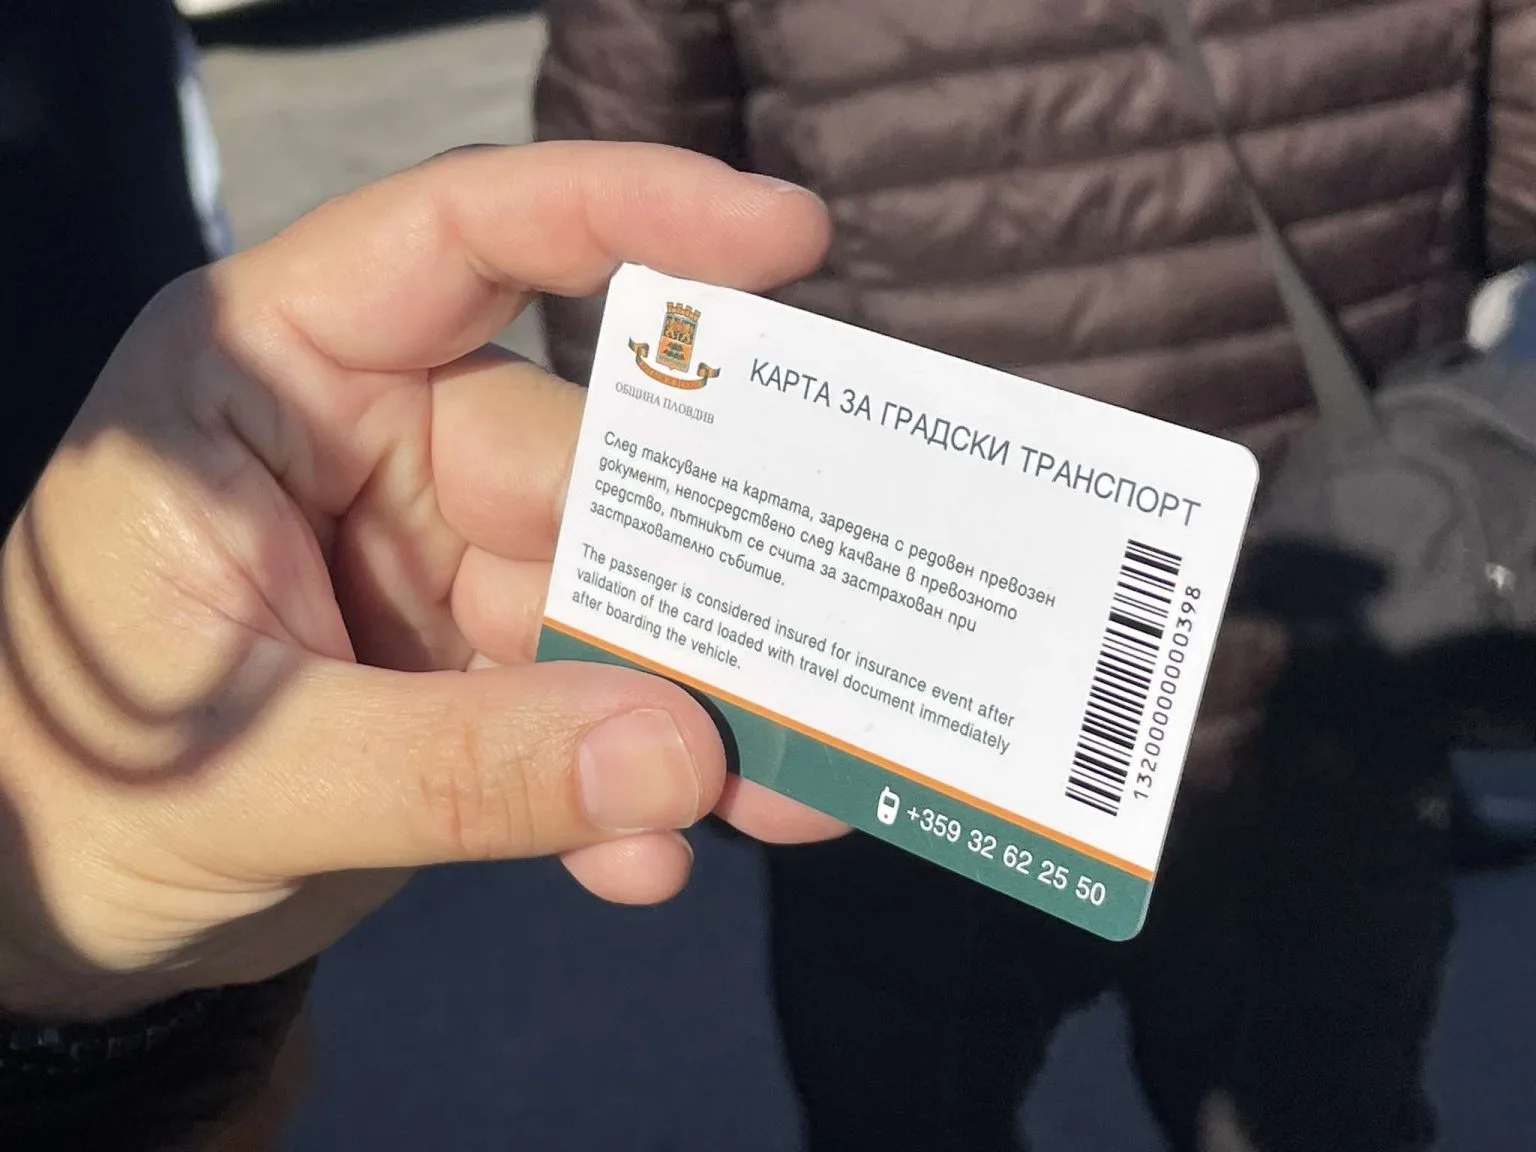 ОБЩИНА ПЛОВДИВ
КАРТА ЗА ГРАДСКИ ТРАНСПОРТ
След таксуване на картата, заредена с редовен превозен
документ, непосредствено след качване в превозното
средство, пътникът се счита за застрахован при
застрахователно събитие.
The passenger is considered insured for insurance event after
validation of the card loaded with travel document immediately
after boarding the vehicle.
1320000000000398
+359 32 62 25 50